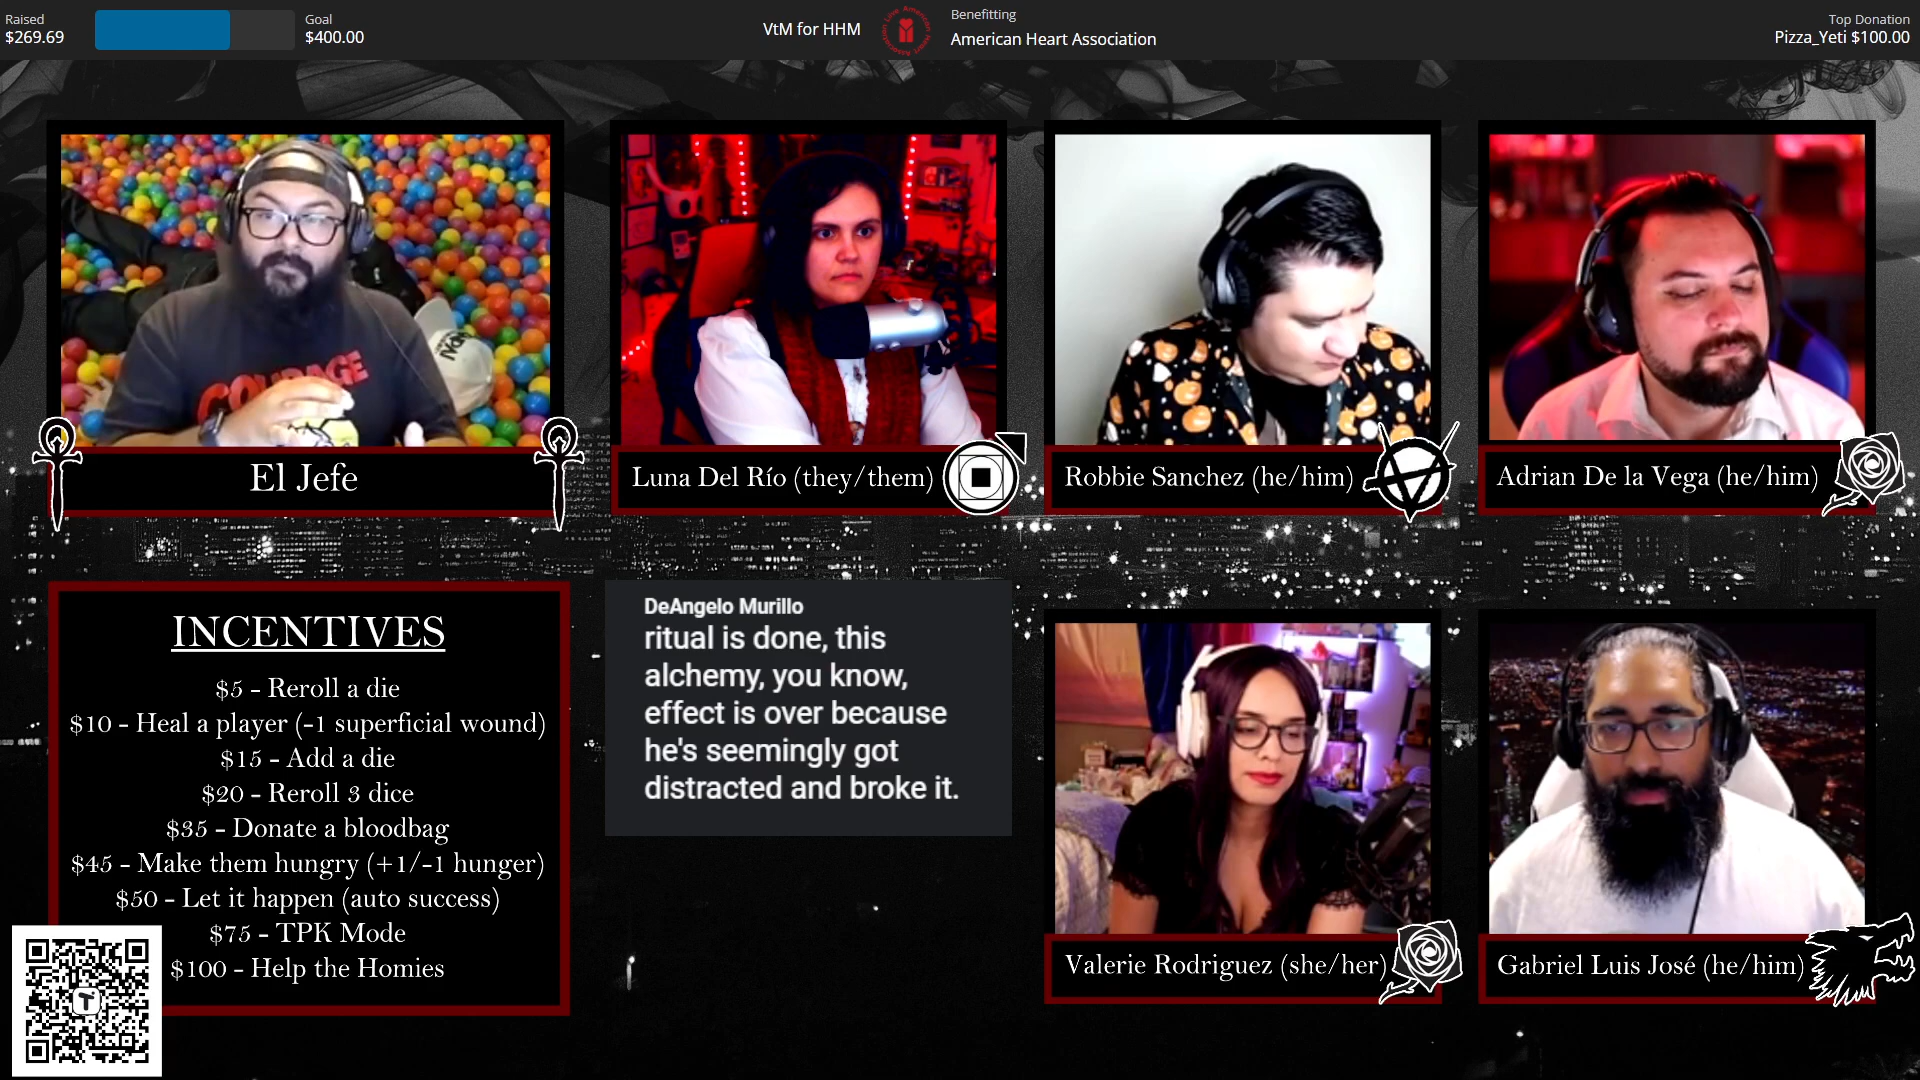 Raised
$269.69
Goal
$400.00
VtM for HHM
Benefitting
American Heart Association
Top Donation
Pizza_Yeti $100.00
COURAGE
El Jefe
Luna Del Río (they/them)
Robbie Sanchez (he/him)
Adrian De la Vega (he/him)
INCENTIVES
$5 - Reroll a die
$10 - Heal a player (-1 superficial wound)
$15 - Add a die
$20 - Reroll 3 dice
$35 - Donate a bloodbag
$45 - Make them hungry (+1/-1 hunger)
$50 - Let it happen (auto success)
$75 - TPK Mode
$100 - Help the Homies
T
DeAngelo Murillo
ritual is done, this
alchemy, you know,
effect is over because
he's seemingly got
distracted and broke it.
Valerie Rodriguez (she/her)
Gabriel Luis José (he/him)